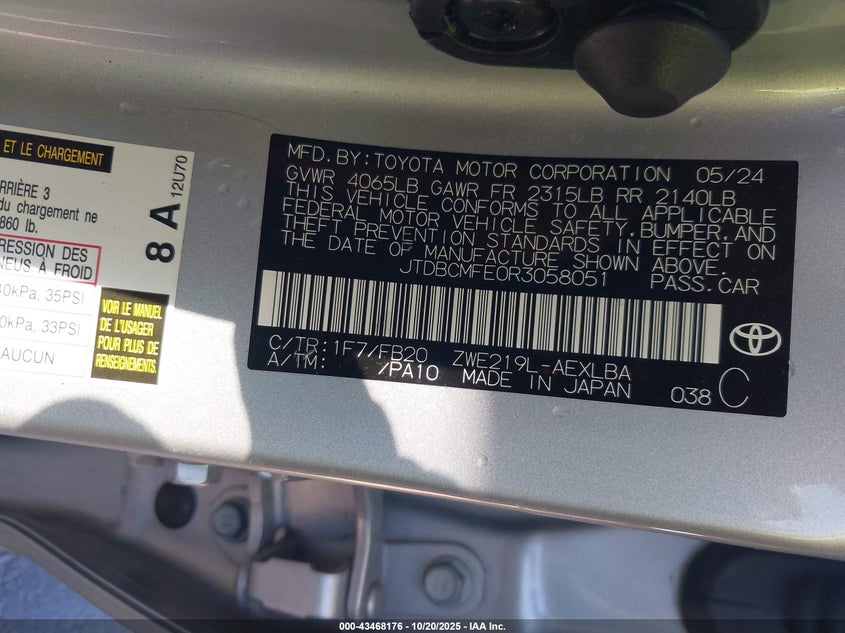 ET LE CHARGEMENT
RRIÈRE 3
du chargement ne
860 lb.
PRESSION DES
NEUS À FROID
40kPa, 35PSI
0kPa, 33PSI
AUCUN
VOIR LE MANUEL
DE L'USAGER
POUR PLUS DE
RENSEIGNEMENTS.
8 A 12U70
MFD. BY: TOYOTA MOTOR CORPORATION 05/24
GVWR 4065LB GAWR FR 2315LB RR 2140LB
THIS VEHICLE CONFORMS TO ALL APPLICABLE
FEDERAL MOTOR VEHICLE SAFETY, BUMPER, AND
THEFT PREVENTION STANDARDS IN EFFECT ON
THE DATE OF MANUFACTURE SHOWN ABOVE.
JTDBCMFE0R3058051 PASS.CAR
C/TR: 1F7/FB20 ZWE219L-AEXLBA
A/TM: /PA10 MADE IN JAPAN 038 C
000-43468176 | 10/20/2025 | IAA Inc.